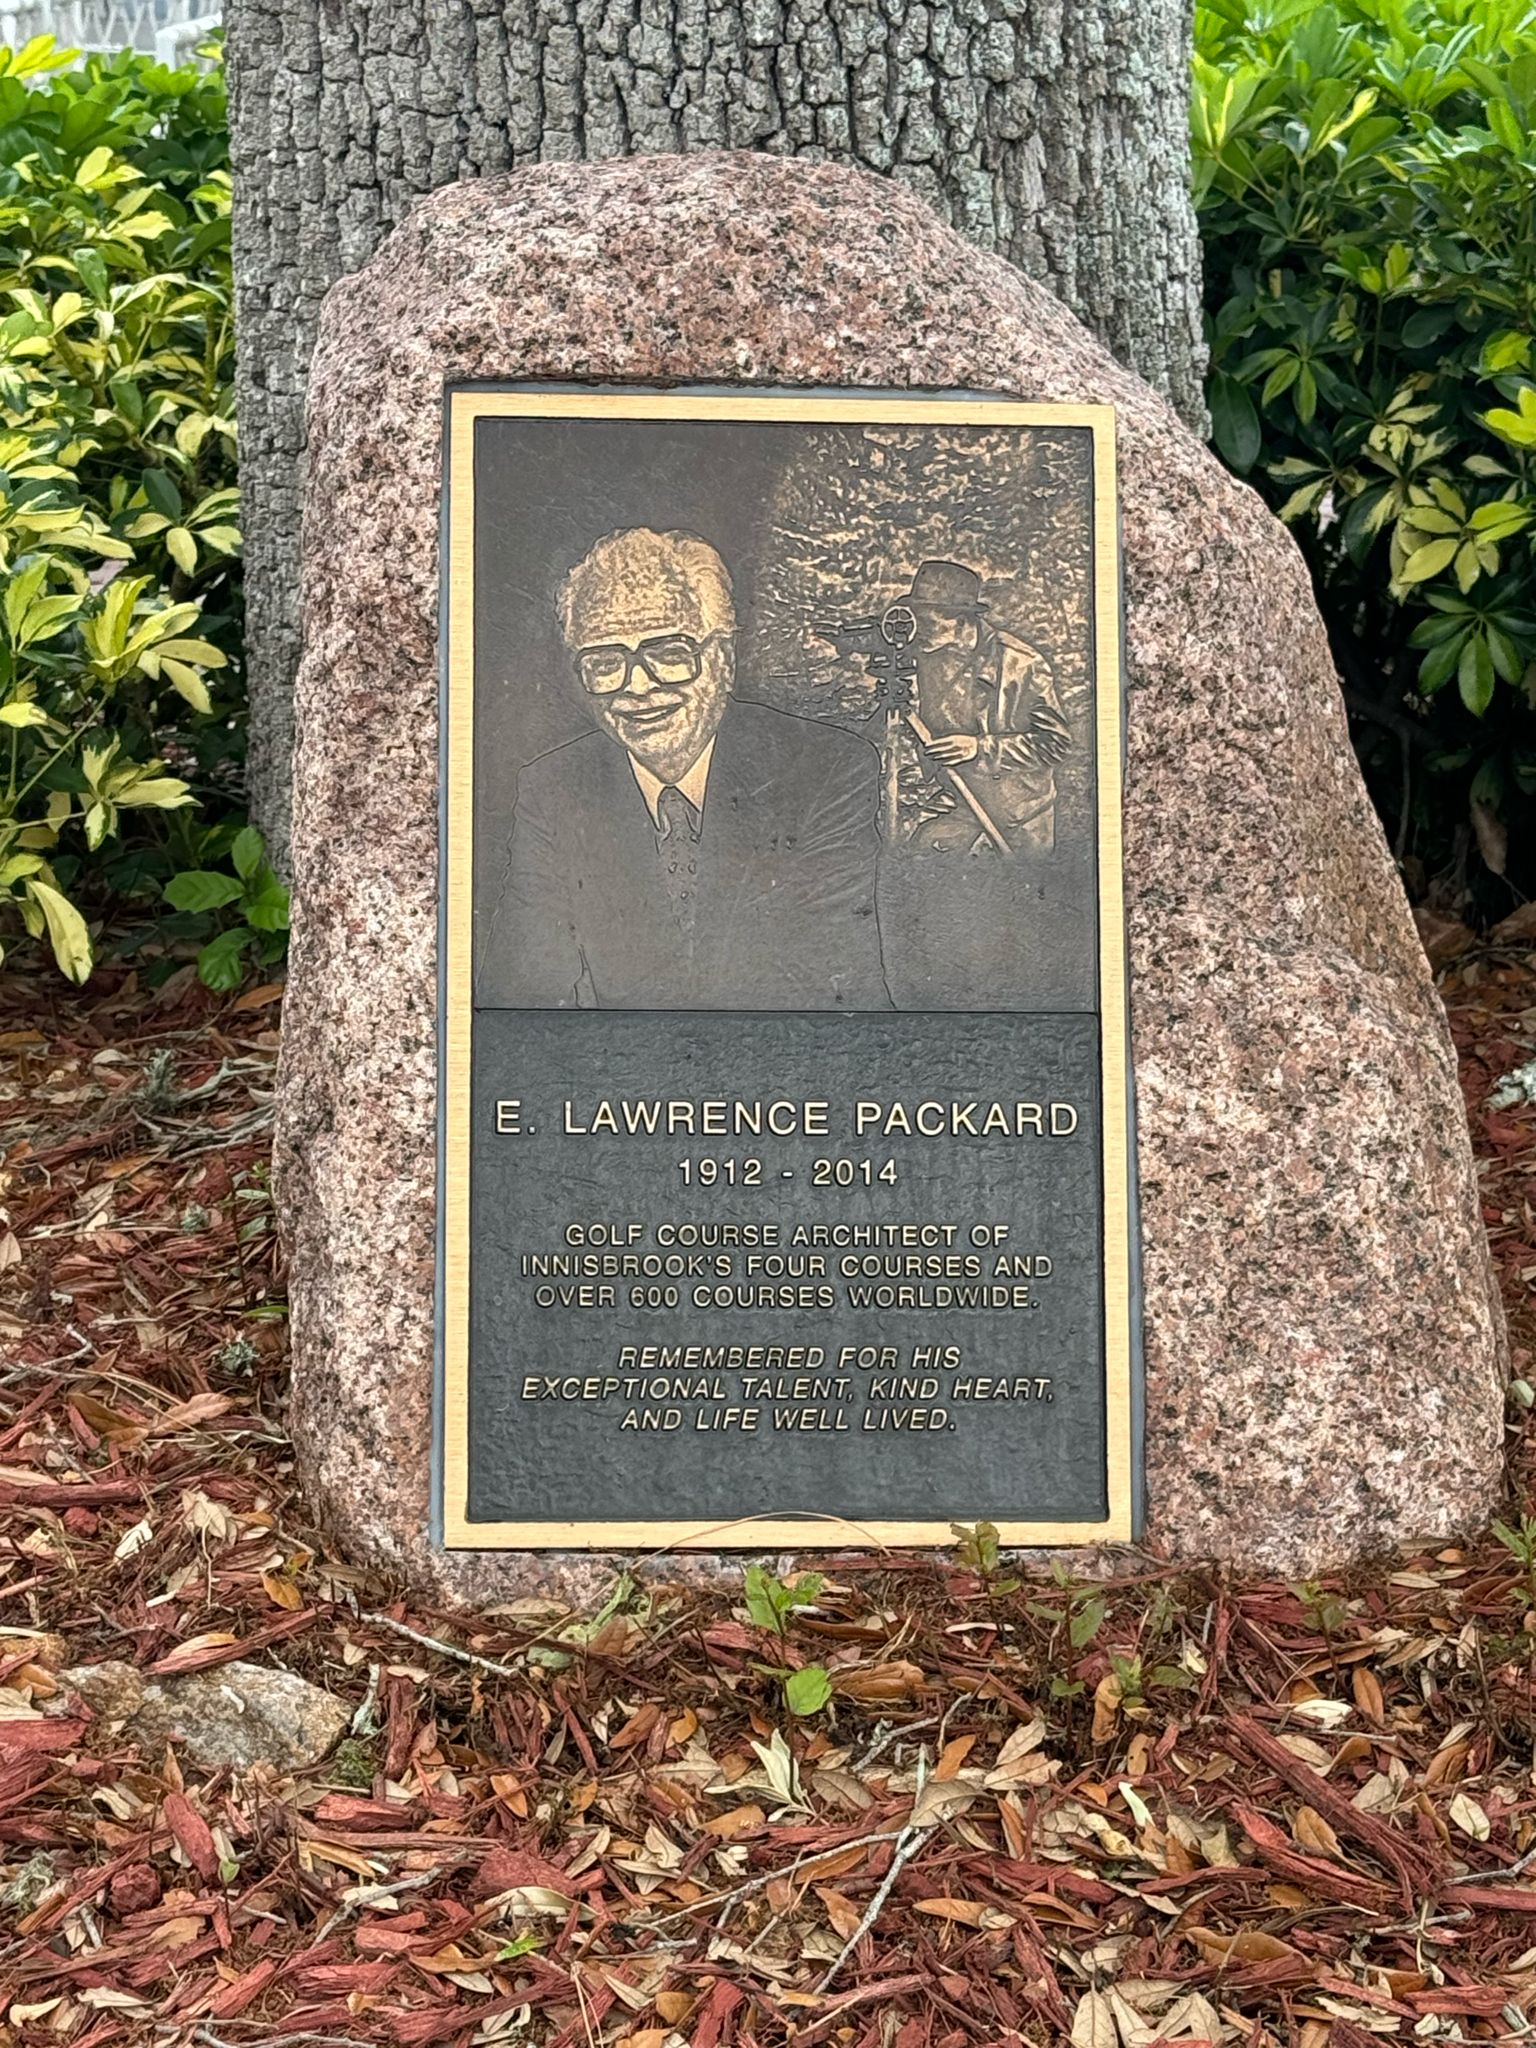 E. LAWRENCE PACKARD
1912 - 2014
GOLF COURSE ARCHITECT OF
INNISBROOK'S FOUR COURSES AND
OVER 600 COURSES WORLDWIDE.
REMEMBERED FOR HIS
EXCEPTIONAL TALENT, KIND HEART,
AND LIFE WELL LIVED.